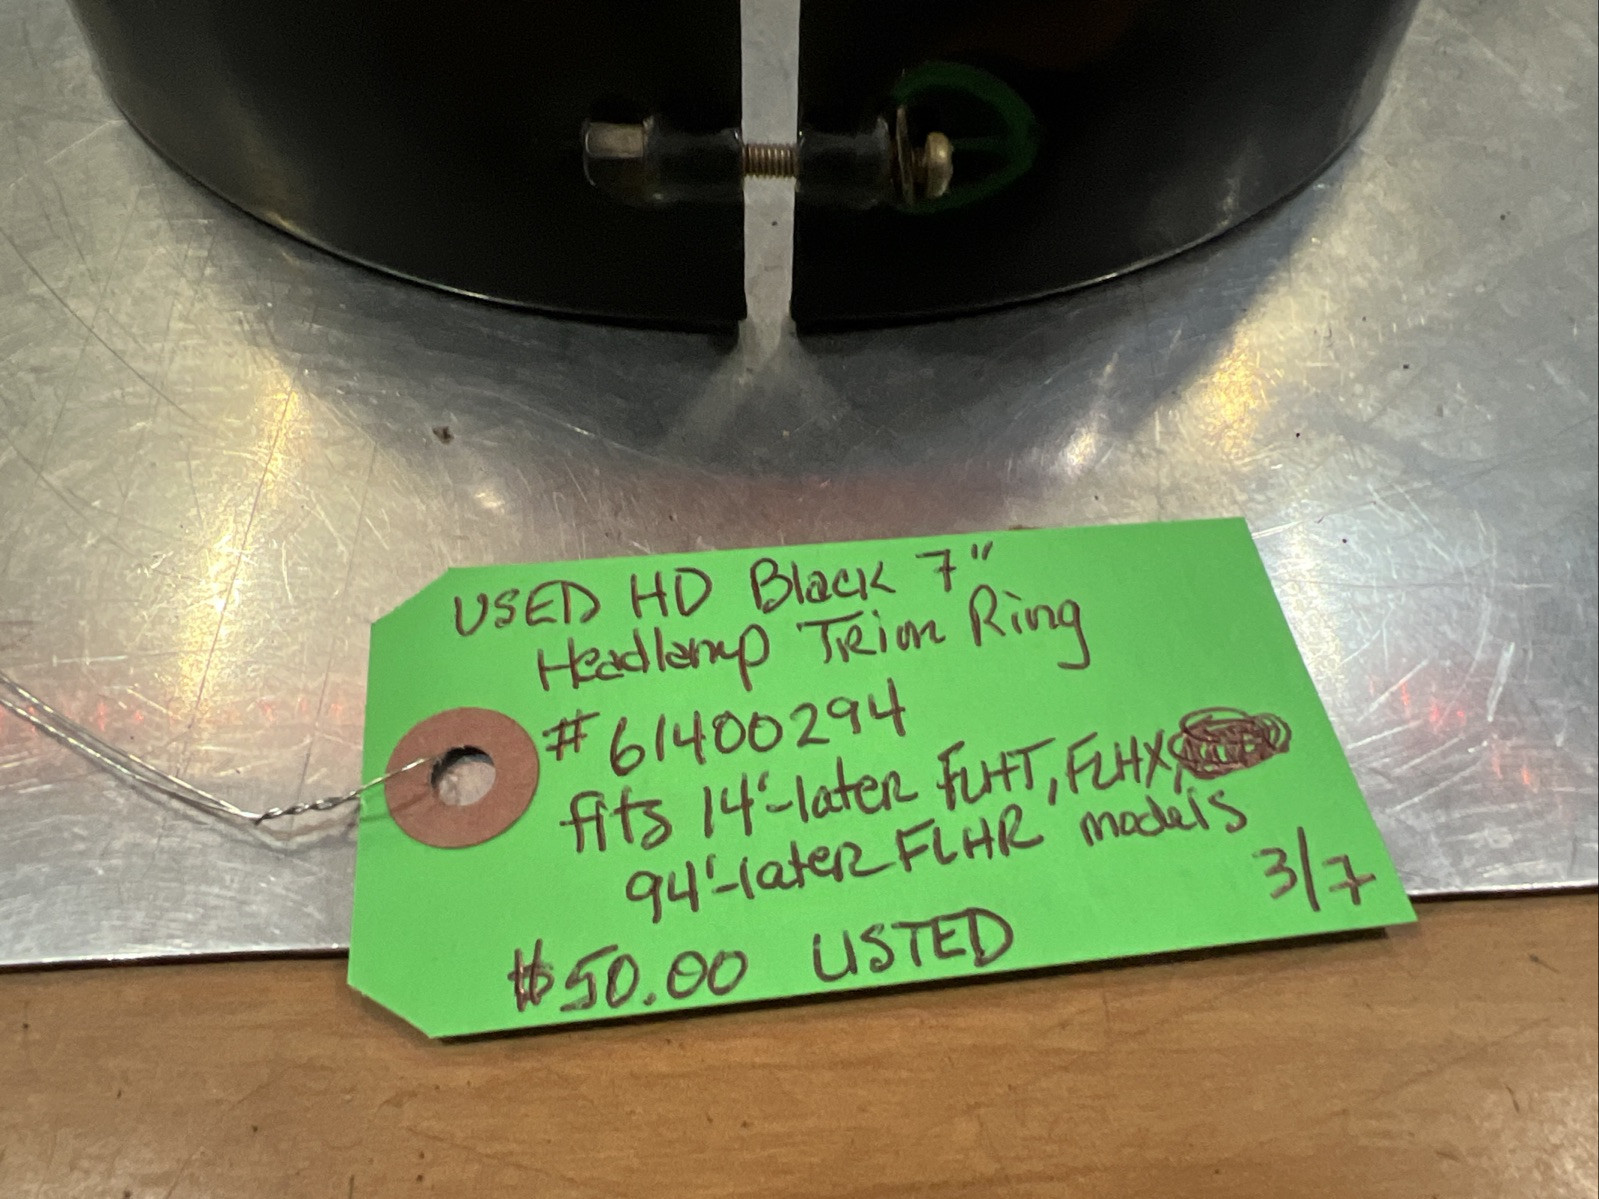 USED HD Black 7"
Headlamp Trim Ring
#61400294
fits 14'-later FLHT, FLHX,
94'-later FLHR models
3/7
$50.00 USTED